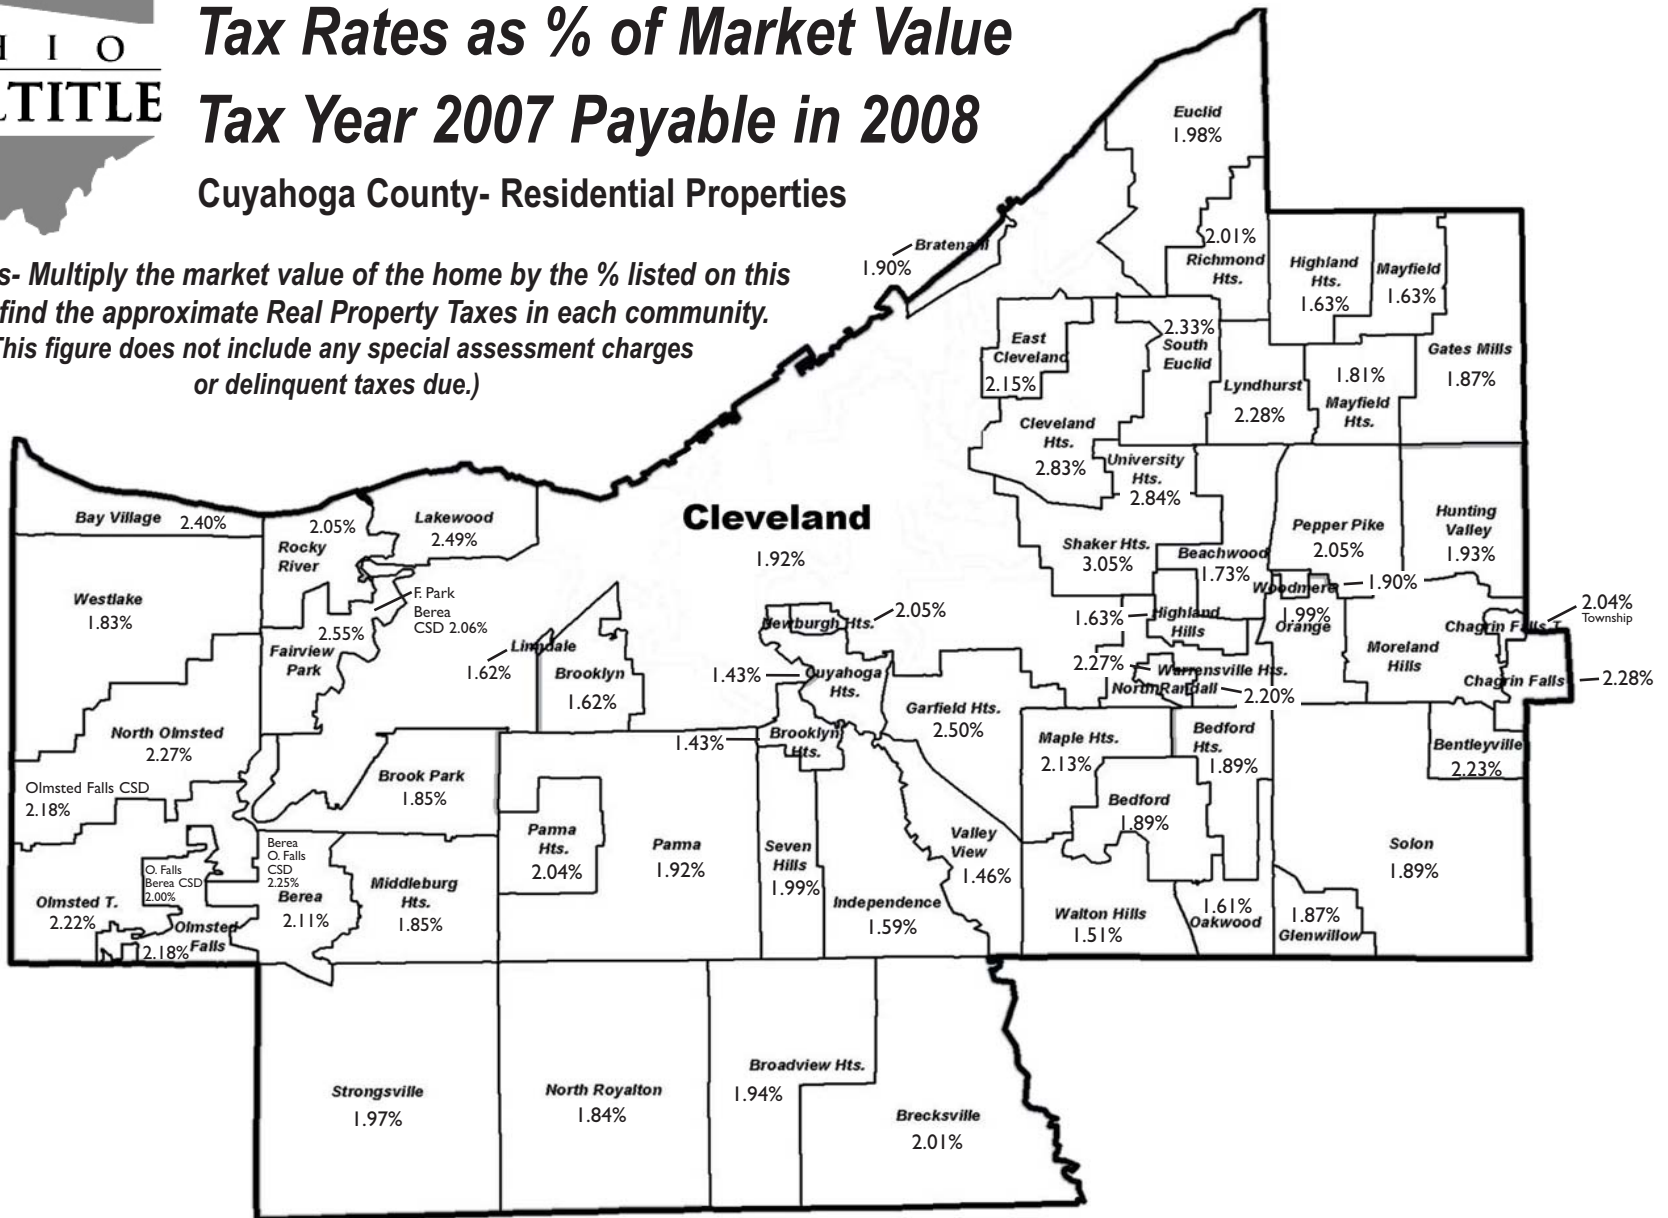 H I O
LTITLE
Tax Rates as % of Market Value
Tax Year 2007 Payable in 2008
Cuyahoga County- Residential Properties
s- Multiply the market value of the home by the % listed on this
find the approximate Real Property Taxes in each community.
This figure does not include any special assessment charges
or delinquent taxes due.)
Euclid
1.98%
Bratenahl
1.90%
2.01%
Richmond
Hts.
Highland
Hts.
1.63%
Mayfield
1.63%
Gates Mills
1.87%
East
Cleveland
2.15%
2.33%
South
Euclid
Lyndhurst
2.28%
1.81%
Mayfield
Hts.
Cleveland
Hts.
2.83%
University
Hts.
2.84%
Bay Village 2.40%
2.05%
Rocky
River
Lakewood
2.49%
Cleveland
1.92%
Shaker Hts.
3.05%
Beachwood
1.73%
Pepper Pike
2.05%
Hunting
Valley
1.93%
Westlake
1.83%
F. Park
Berea
CSD 2.06%
2.55%
Fairview
Park
Linndale
1.62%
Brooklyn
1.62%
Newburgh Hts.
2.05%
1.43%
Cuyahoga
Hts.
1.63%
Highland
Hills
Woodmere
1.90%
1.99%
Orange
Moreland
Hills
Chagrin Falls T.
2.04%
Township
2.27%
Warrensville Hts.
North Randall
2.20%
Chagrin Falls
2.28%
North Olmsted
2.27%
Garfield Hts.
2.50%
1.43%
Brooklyn
Hts.
Maple Hts.
2.13%
Bedford
Hts.
1.89%
Bentleyville
2.23%
Olmsted Falls CSD
2.18%
Brook Park
1.85%
Bedford
1.89%
Parma
Hts.
2.04%
Parma
1.92%
Seven
Hills
1.99%
Valley
View
1.46%
Solon
1.89%
Berea
O. Falls
CSD
2.25%
Berea
2.11%
O. Falls
Berea CSD
2.00%
Middleburg
Hts.
1.85%
Olmsted T.
2.22%
Olmsted
Falls
2.18%
Independence
1.59%
Walton Hills
1.51%
1.61%
Oakwood
1.87%
Glenwillow
Strongsville
1.97%
North Royalton
1.84%
Broadview Hts.
1.94%
Brecksville
2.01%